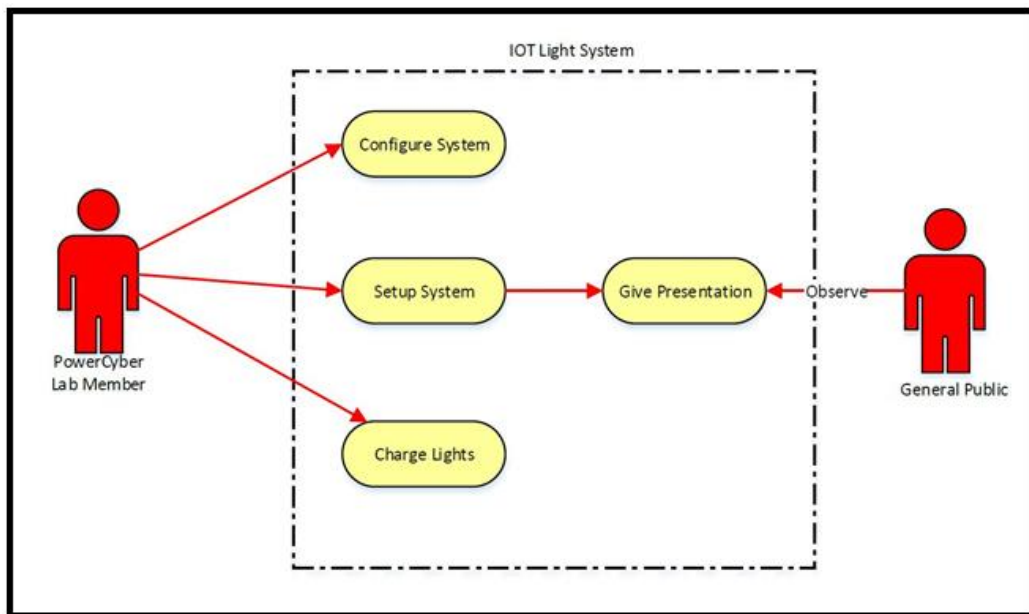 IOT Light System
Configure System
Setup System
Give Presentation
Observe
PowerCyber
Lab Member
General Public
Charge Lights